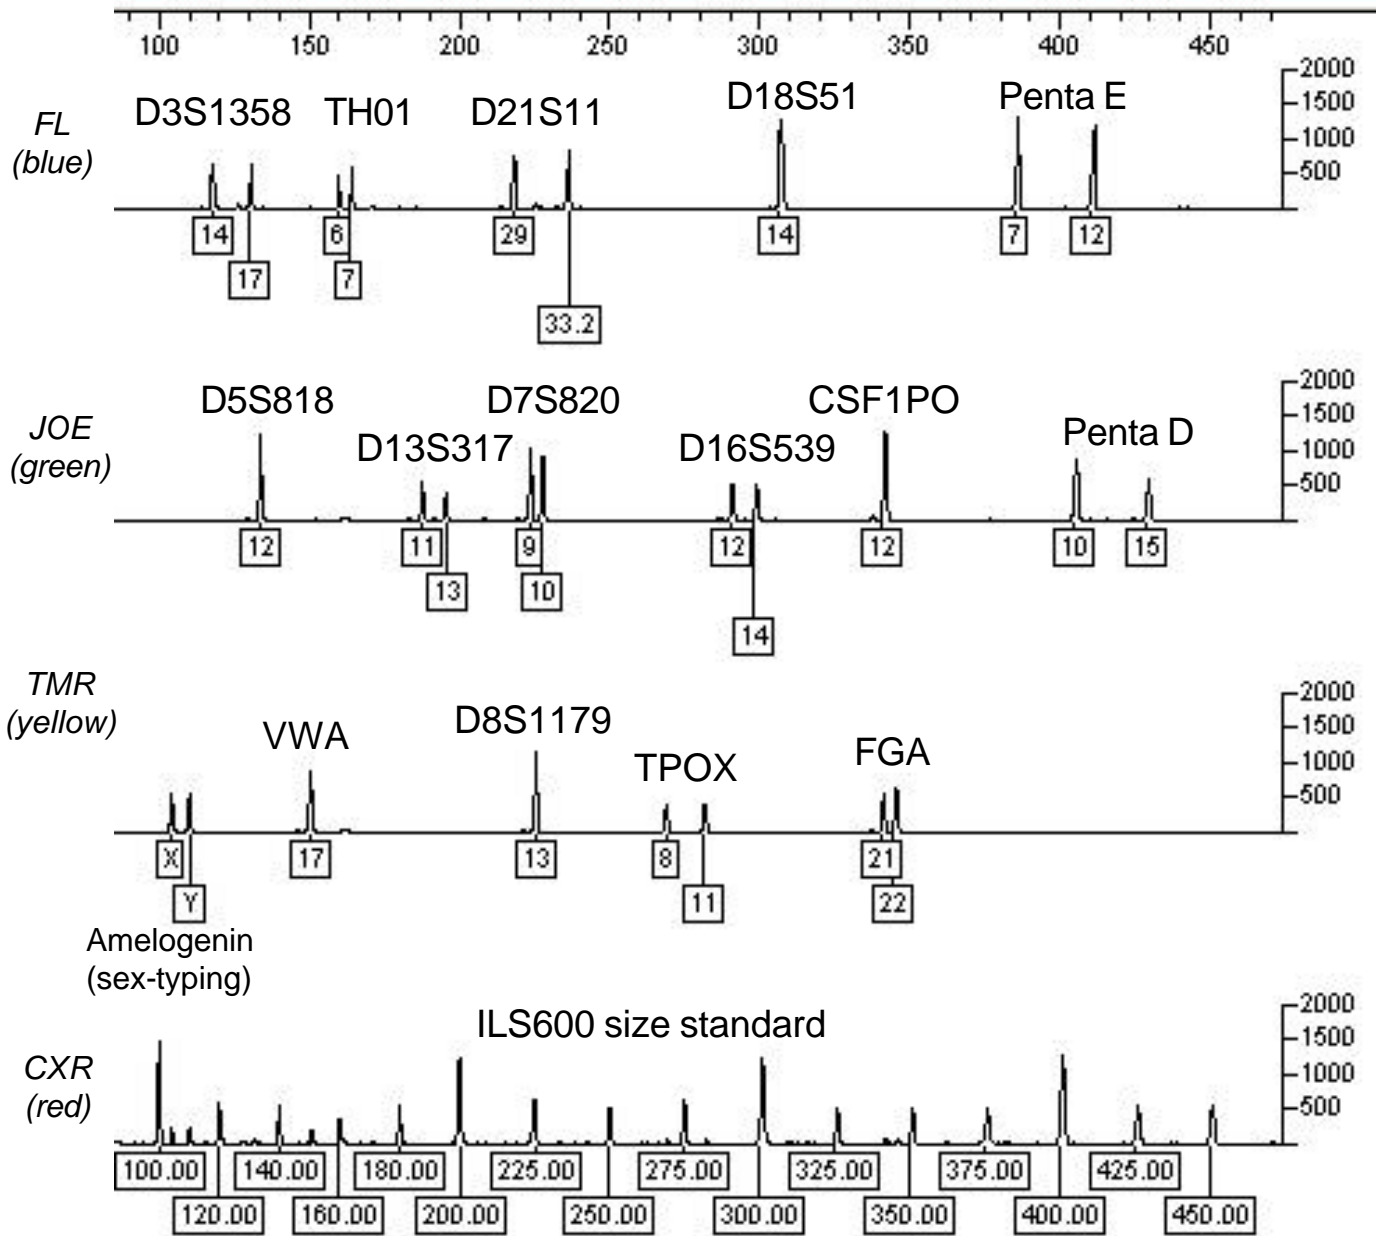 100 150 200 250 300 350 400 450
2000
1500
1000
500
FL
(blue)
D3S1358 TH01 D21S11 D18S51 Penta E
14 6 29 14 7 12
17 7
33.2
2000
1500
1000
500
JOE
(green)
D5S818 D7S820 CSF1PO
D13S317 D16S539 Penta D
12 11 9 12 12 10 15
13 10
14
2000
1500
1000
500
TMR
(yellow)
VWA D8S1179 TPOX FGA
X 17 13 8 21
Y 11 22
Amelogenin
(sex-typing)
2000
1500
1000
500
ILS600 size standard
CXR
(red)
100.00 140.00 180.00 225.00 275.00 325.00 375.00 425.00
120.00 160.00 200.00 250.00 300.00 350.00 400.00 450.00